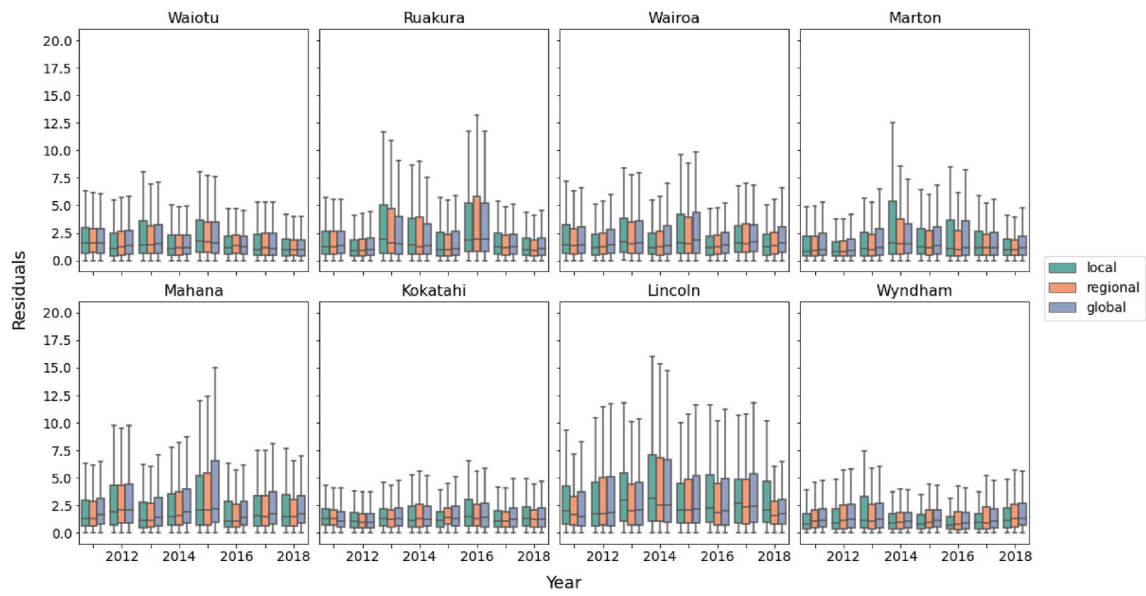 Waiotu Ruakura Wairoa Marton
20.0
17.5
15.0
12.5
10.0
7.5
5.0
2.5
0.0
Mahana Kokatahi Lincoln Wyndham
20.0
17.5
15.0
12.5
10.0
7.5
5.0
2.5
0.0
2012 2014 2016 2018 2012 2014 2016 2018 2012 2014 2016 2018 2012 2014 2016 2018
Residuals
Year
local
regional
global